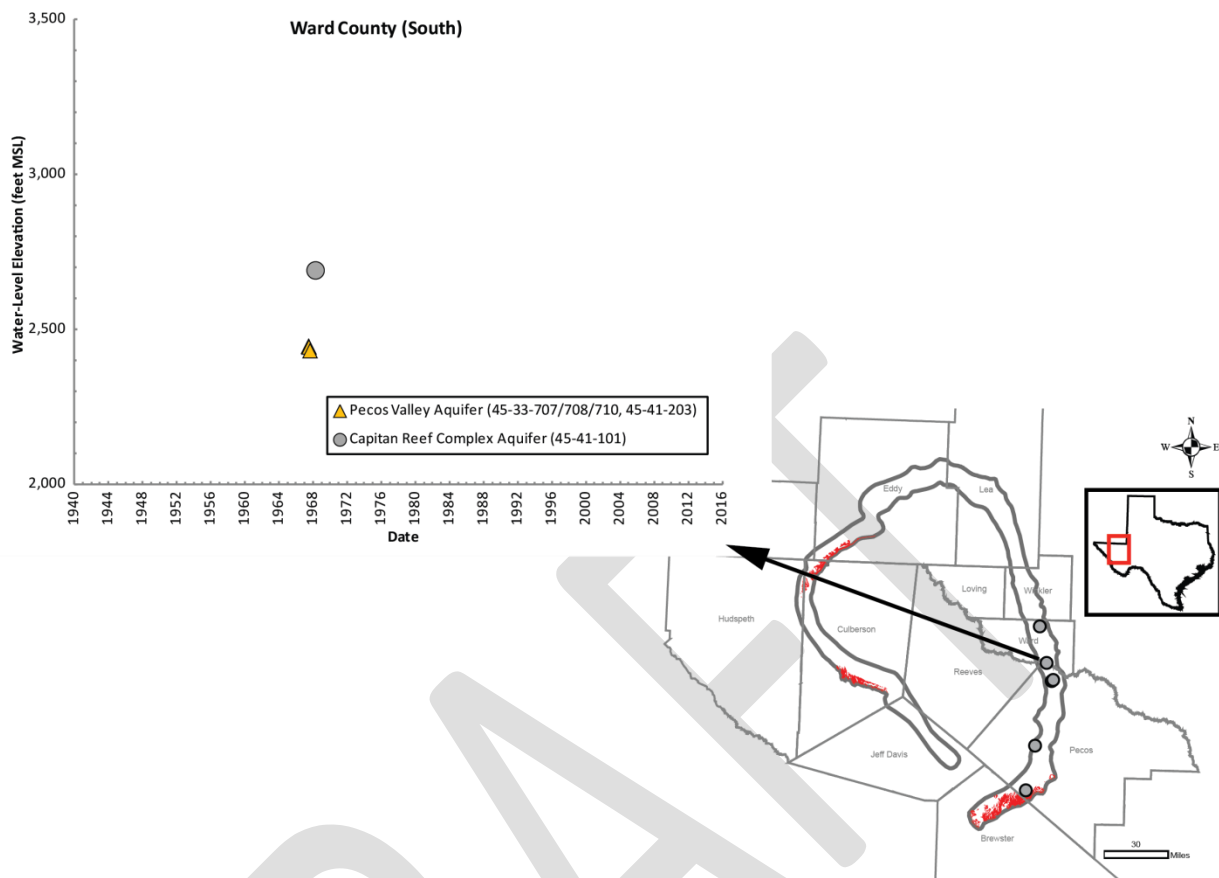 Ward County (South)
3,500
3,000
2,500
2,000
Water-Level Elevation (feet MSL)
Pecos Valley Aquifer (45-33-707/708/710, 45-41-203)
Capitan Reef Complex Aquifer (45-41-101)
1940 1944 1948 1952 1956 1960 1964 1968 1972 1976 1980 1984 1988 1992 1996 2000 2004 2008 2012 2016
Date
N
W E
S
Eddy
Lea
Loving
Winkler
Hudspeth
Culberson
Ward
Reeves
Jeff Davis
Pecos
Brewster
30
Miles
DRAFT